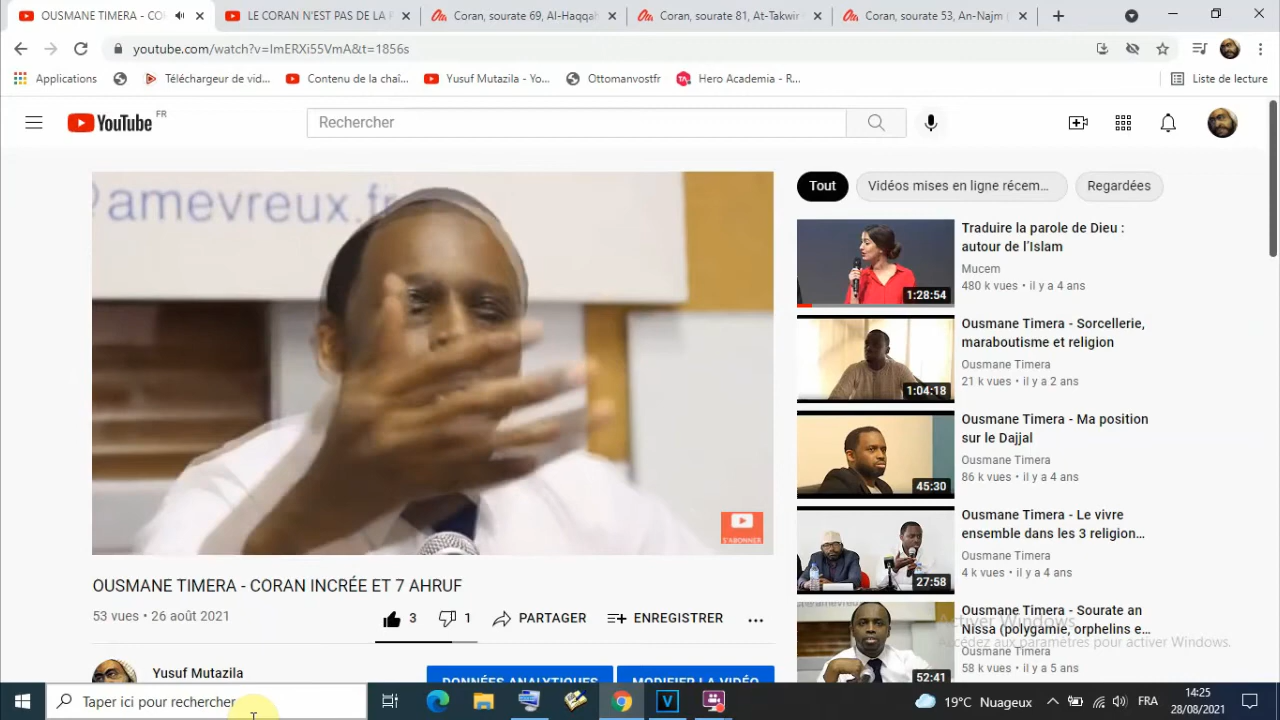 OUSMANE TIMERA - CO
LE CORAN N'EST PAS DE LA P
Coran, sourate 69, Al-Haqqah
Coran, sourate 81, At-Takwir
Coran, sourate 53, An-Najm
youtube.com/watch?v=ImERXi55VmA&t=1856s
Applications
Téléchargeur de vid...
Contenu de la chaî...
Yusuf Mutazila - Yo...
Ottomanvostfr
Hero Academia - R...
Liste de lecture
YouTube FR
Rechercher
@amevreux.f
Tout
Vidéos mises en ligne récem...
Regardées
Traduire la parole de Dieu :
autour de l'Islam
Mucem
480 k vues • il y a 4 ans
1:28:54
Ousmane Timera - Sorcellerie,
maraboutisme et religion
Ousmane Timera
21 k vues • il y a 2 ans
1:04:18
Ousmane Timera - Ma position
sur le Dajjal
Ousmane Timera
86 k vues • il y a 4 ans
45:30
Ousmane Timera - Le vivre
ensemble dans les 3 religion...
Ousmane Timera
4 k vues • il y a 4 ans
27:58
Ousmane Timera - Sourate an
Nissa (polygamie, orphelins e...
Ousmane Timera
58 k vues • il y a 5 ans
52:41
S'ABONNER
OUSMANE TIMERA - CORAN INCRÉE ET 7 AHRUF
53 vues • 26 août 2021
3
1
PARTAGER
ENREGISTRER
Activer Windows
Accédez aux paramètres pour activer Windows.
Yusuf Mutazila
DONNÉES ANALYTIQUES
MODIFIER LA VIDÉO
Taper ici pour rechercher
19°C Nuageux
FRA
14:25
28/08/2021